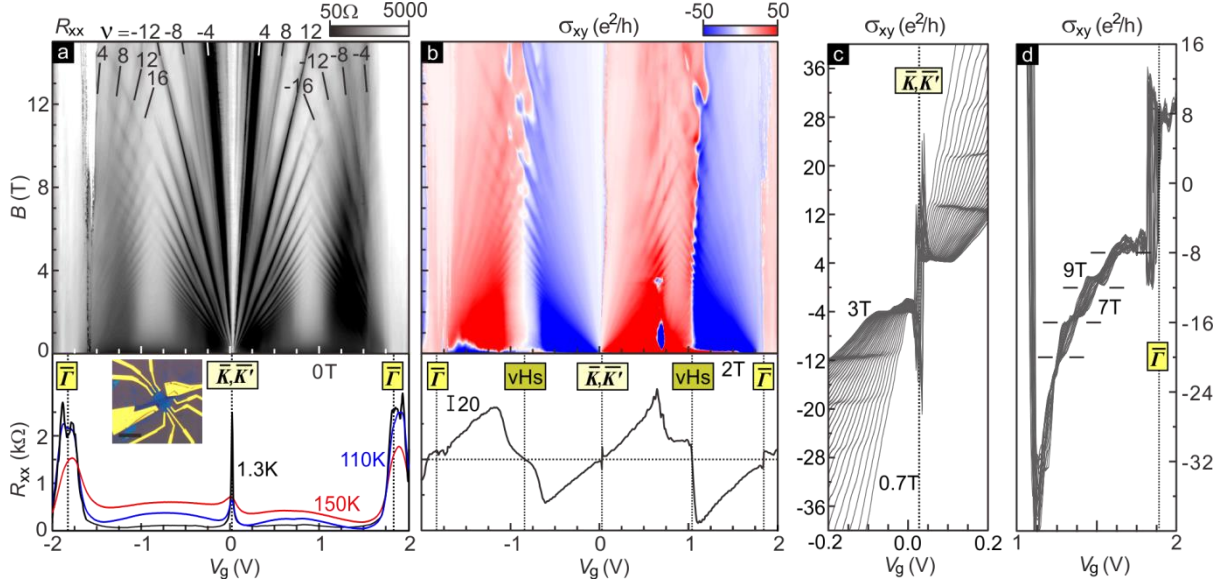 Rxx 50Ω 5000
a ν = -12 -8 -4 4 8 12
4 8 12 16 -16 -12 -8 -4
B (T)
12
8
4
0
-2 -1 0 1 2
0T
Γ̅ K̅,K̅' Γ̅
Rxx (kΩ)
2
1
0
1.3K
110K
150K
-2 -1 0 1 2
Vg (V)
σxy (e²/h) -50 50
b
2T
Γ̅ vHs K̅,K̅' vHs Γ̅
20
-1 0 1 2
Vg (V)
σxy (e²/h)
c
K̅,K̅'
36
28
20
12
4
-4
-12
-20
-28
-36
3T
0.7T
-0.2 0.0 0.2
Vg (V)
σxy (e²/h)
d
16
8
0
-8
-16
-24
-32
9T
7T
Γ̅
1 2
Vg (V)